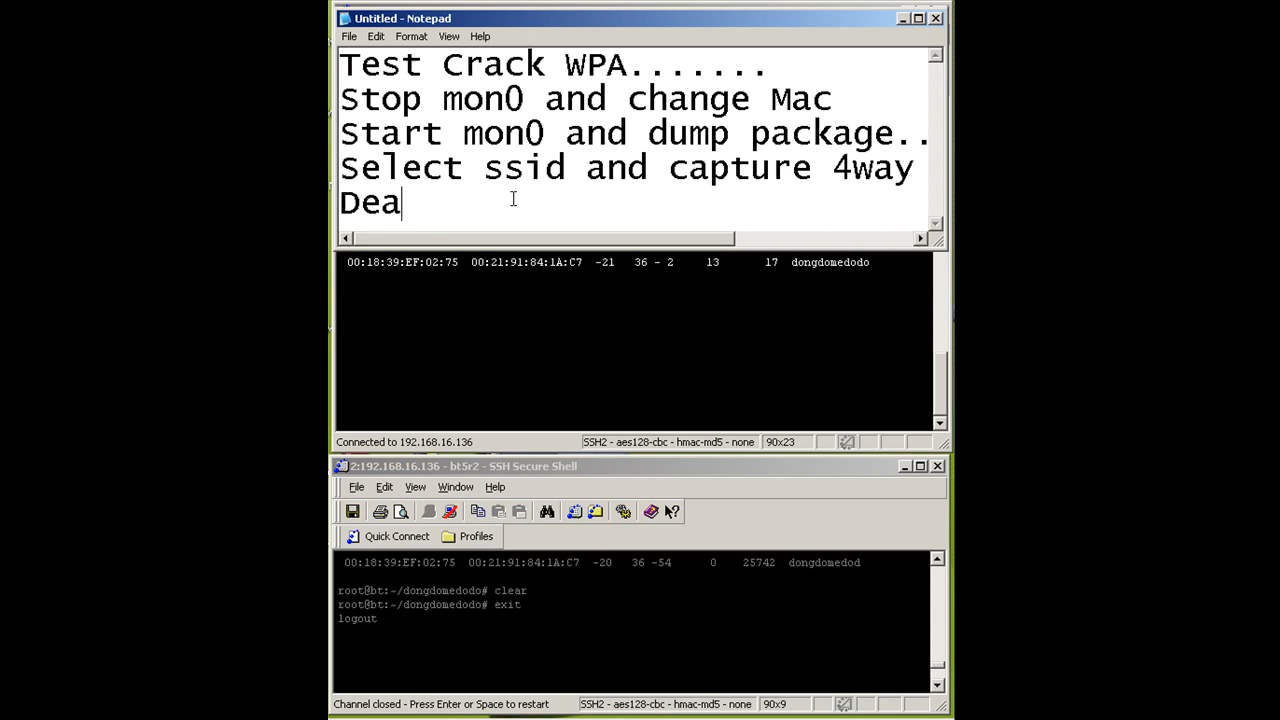 Untitled - Notepad
File Edit Format View Help
Test Crack WPA.......
Stop mon0 and change Mac
Start mon0 and dump package..
Select ssid and capture 4way
Dea
00:18:39:EF:02:75 00:21:91:84:1A:C7 -21 36 - 2 13 17 dongdomedodo
Connected to 192.168.16.136 SSH2 - aes128-cbc - hmac-md5 - none 90x23
2:192.168.16.136 - bt5r2 - SSH Secure Shell
File Edit View Window Help
Quick Connect Profiles
00:18:39:EF:02:75 00:21:91:84:1A:C7 -20 36 -54 0 25742 dongdomedod
root@bt:~/dongdomedodo# clear
root@bt:~/dongdomedodo# exit
logout
Channel closed - Press Enter or Space to restart SSH2 - aes128-cbc - hmac-md5 - none 90x9